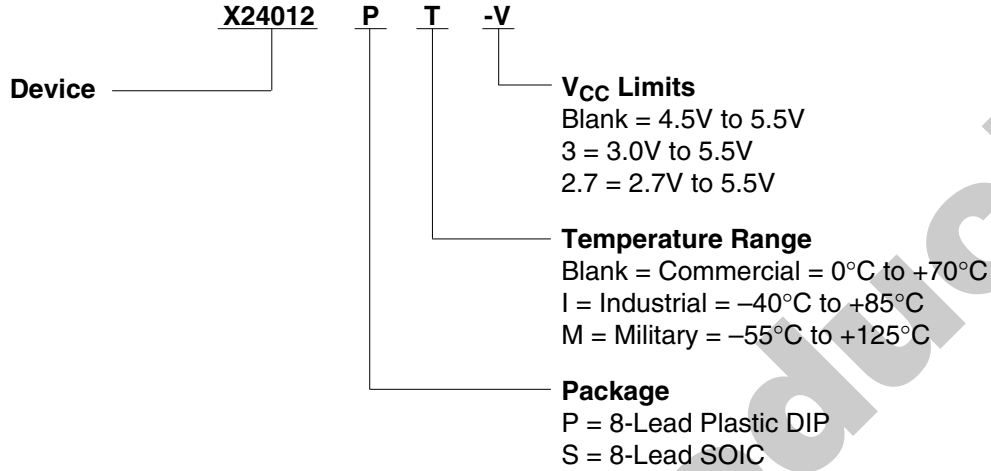 X24012 P T -V
Device
VCC Limits
Blank = 4.5V to 5.5V
3 = 3.0V to 5.5V
2.7 = 2.7V to 5.5V
Temperature Range
Blank = Commercial = 0°C to +70°C
I = Industrial = –40°C to +85°C
M = Military = –55°C to +125°C
Package
P = 8-Lead Plastic DIP
S = 8-Lead SOIC